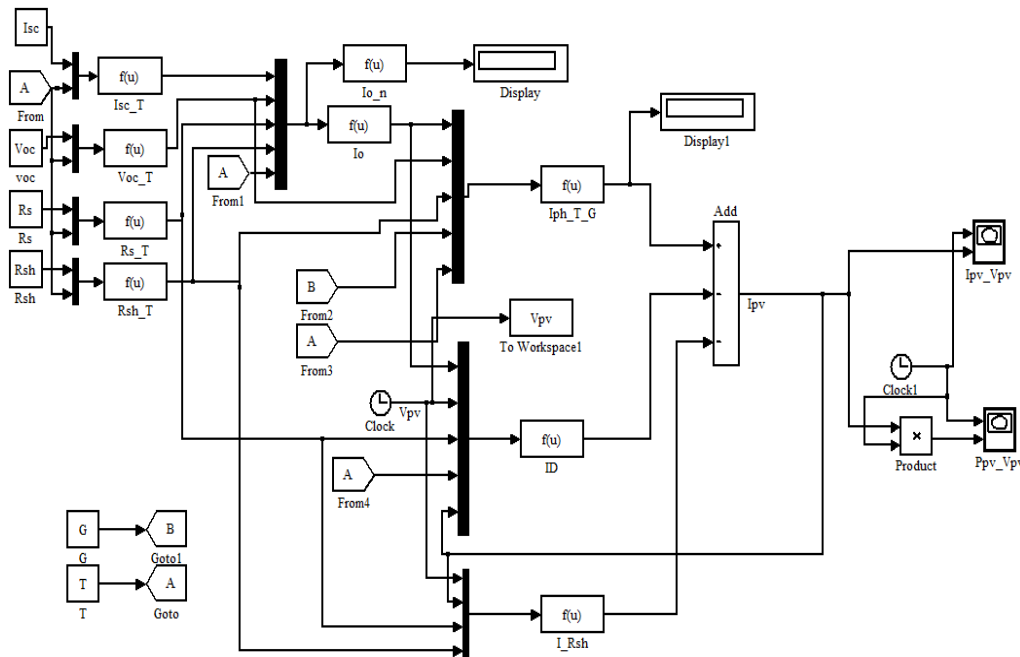 Isc
A
From
f(u)
Isc_T
Voc
voc
f(u)
Voc_T
Rs
Rs
f(u)
Rs_T
Rsh
Rsh
f(u)
Rsh_T
A
From1
f(u)
Io_n
Display
f(u)
Io
Display1
f(u)
Iph_T_G
B
From2
A
From3
Vpv
To Workspace1
Clock
Vpv
A
From4
f(u)
ID
Add
+
-
-
Ipv
Ipv_Vpv
Clock1
×
Product
Ppv_Vpv
G
G
B
Goto1
T
T
A
Goto
f(u)
I_Rsh